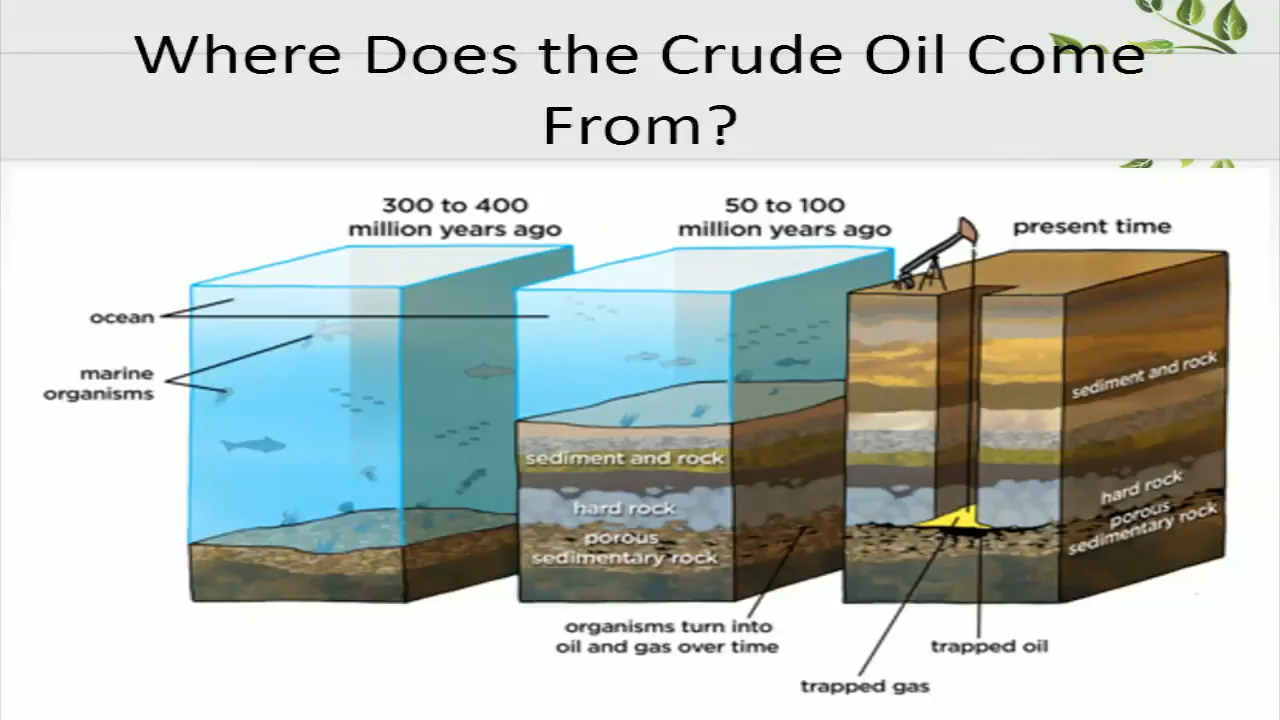 Where Does the Crude Oil Come
From?
300 to 400
million years ago
50 to 100
million years ago
present time
ocean
marine
organisms
sediment and rock
hard rock
porous
sedimentary rock
sediment and rock
hard rock
porous
sedimentary rock
organisms turn into
oil and gas over time
trapped oil
trapped gas